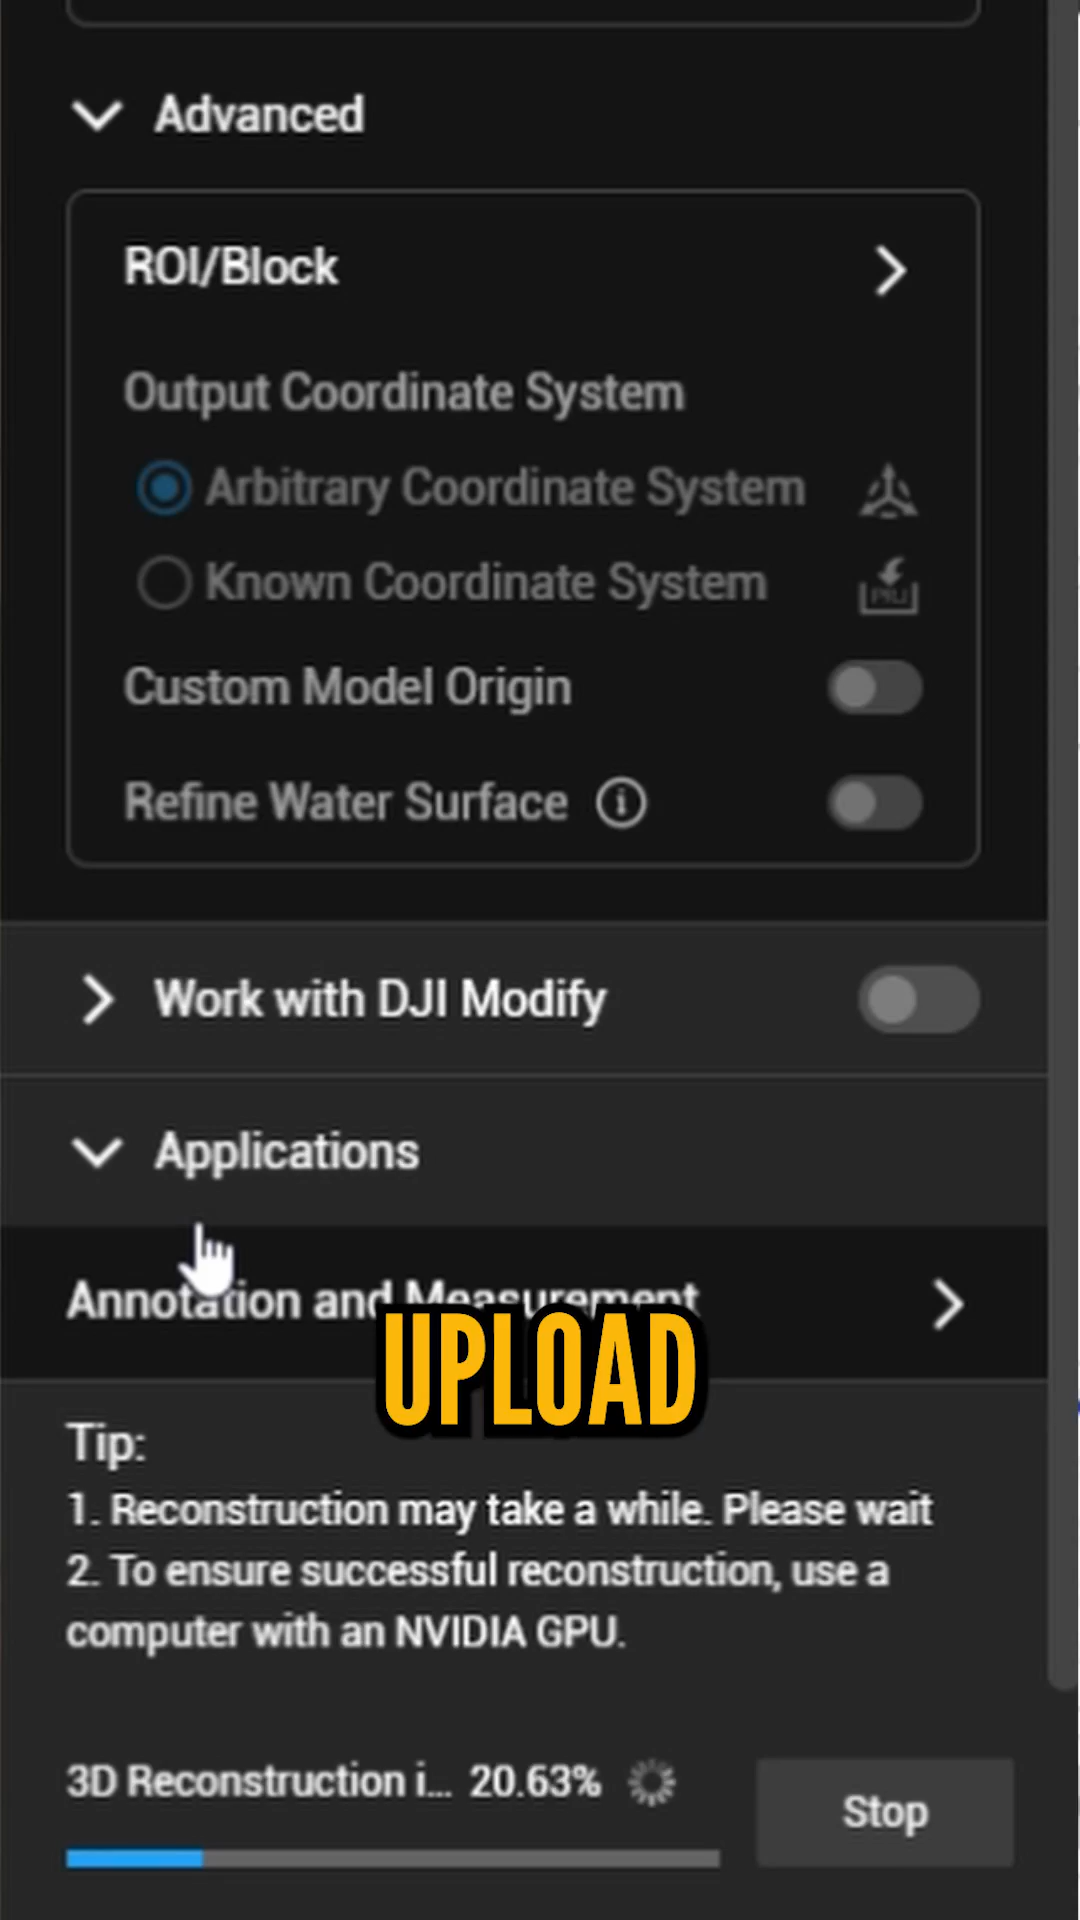 Advanced
ROI/Block
Output Coordinate System
Arbitrary Coordinate System
Known Coordinate System
PRJ
Custom Model Origin
Refine Water Surface
Work with DJI Modify
Applications
Annotation and Measurement
UPLOAD
Tip:
1. Reconstruction may take a while. Please wait
2. To ensure successful reconstruction, use a
computer with an NVIDIA GPU.
3D Reconstruction i... 20.63%
Stop